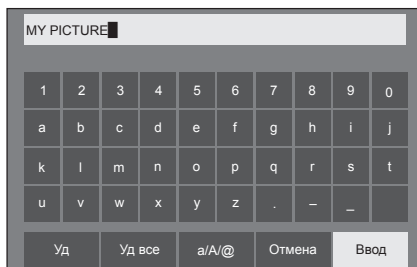 MY PICTURE
1 2 3 4 5 6 7 8 9 0
a b c d e f g h i j
k l m n o p q r s t
u v w x y z . – _
Уд Уд все a/A/@ Отмена Ввод